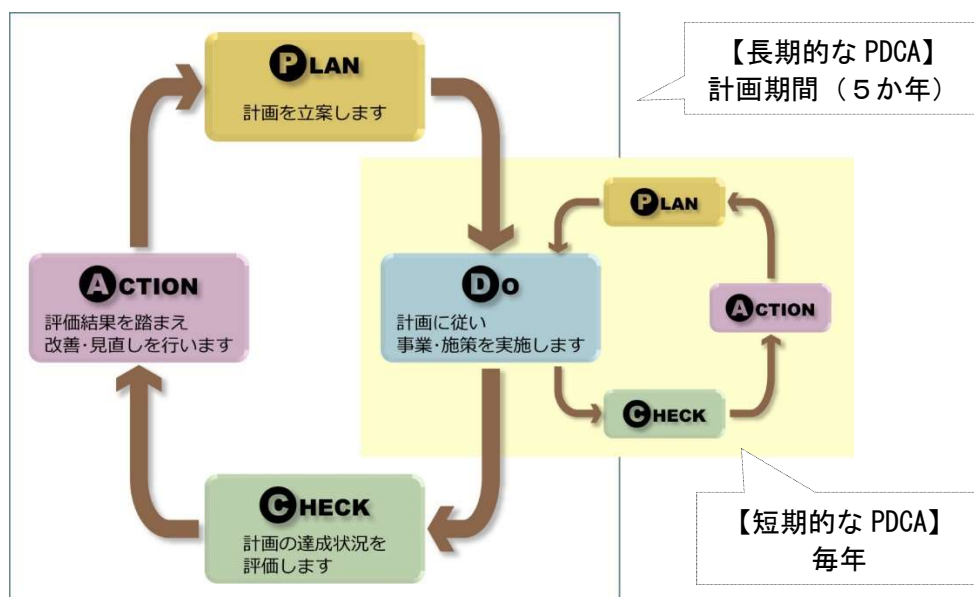 PLAN
計画を立案します
【長期的な PDCA】
計画期間（５か年）
PLAN
ACTION
評価結果を踏まえ
改善・見直しを行います
DO
計画に従い
事業・施策を実施します
ACTION
CHECK
CHECK
計画の達成状況を
評価します
【短期的な PDCA】
毎年